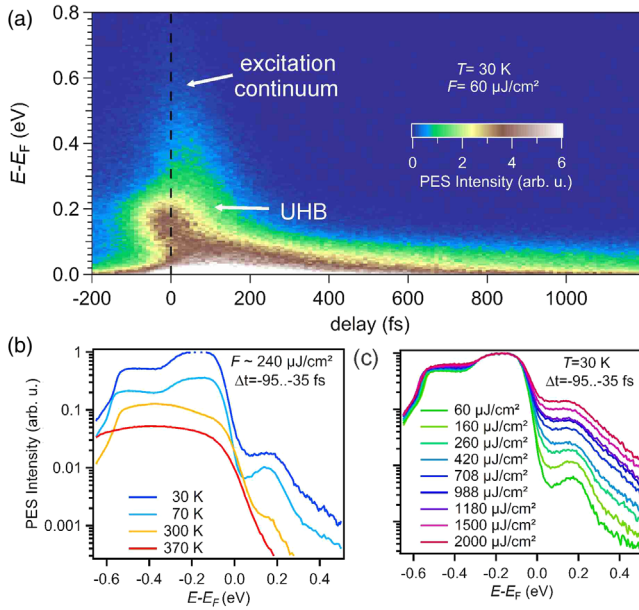 (a)
0.8
0.6
0.4
0.2
0.0
E-E_F (eV)
excitation
continuum
UHB
T= 30 K
F= 60 µJ/cm²
0 2 4 6
PES Intensity (arb. u.)
-200 0 200 400 600 800 1000
delay (fs)
(b)
PES Intensity (arb. u.)
1
0.1
0.01
0.001
F ~ 240 µJ/cm²
Δt=-95..-35 fs
30 K
70 K
300 K
370 K
-0.6 -0.4 -0.2 0.0 0.2 0.4
E-E_F (eV)
(c)
T=30 K
Δt=-95..-35 fs
60 µJ/cm²
160 µJ/cm²
260 µJ/cm²
420 µJ/cm²
708 µJ/cm²
988 µJ/cm²
1180 µJ/cm²
1500 µJ/cm²
2000 µJ/cm²
-0.6 -0.4 -0.2 0.0 0.2 0.4
E-E_F (eV)